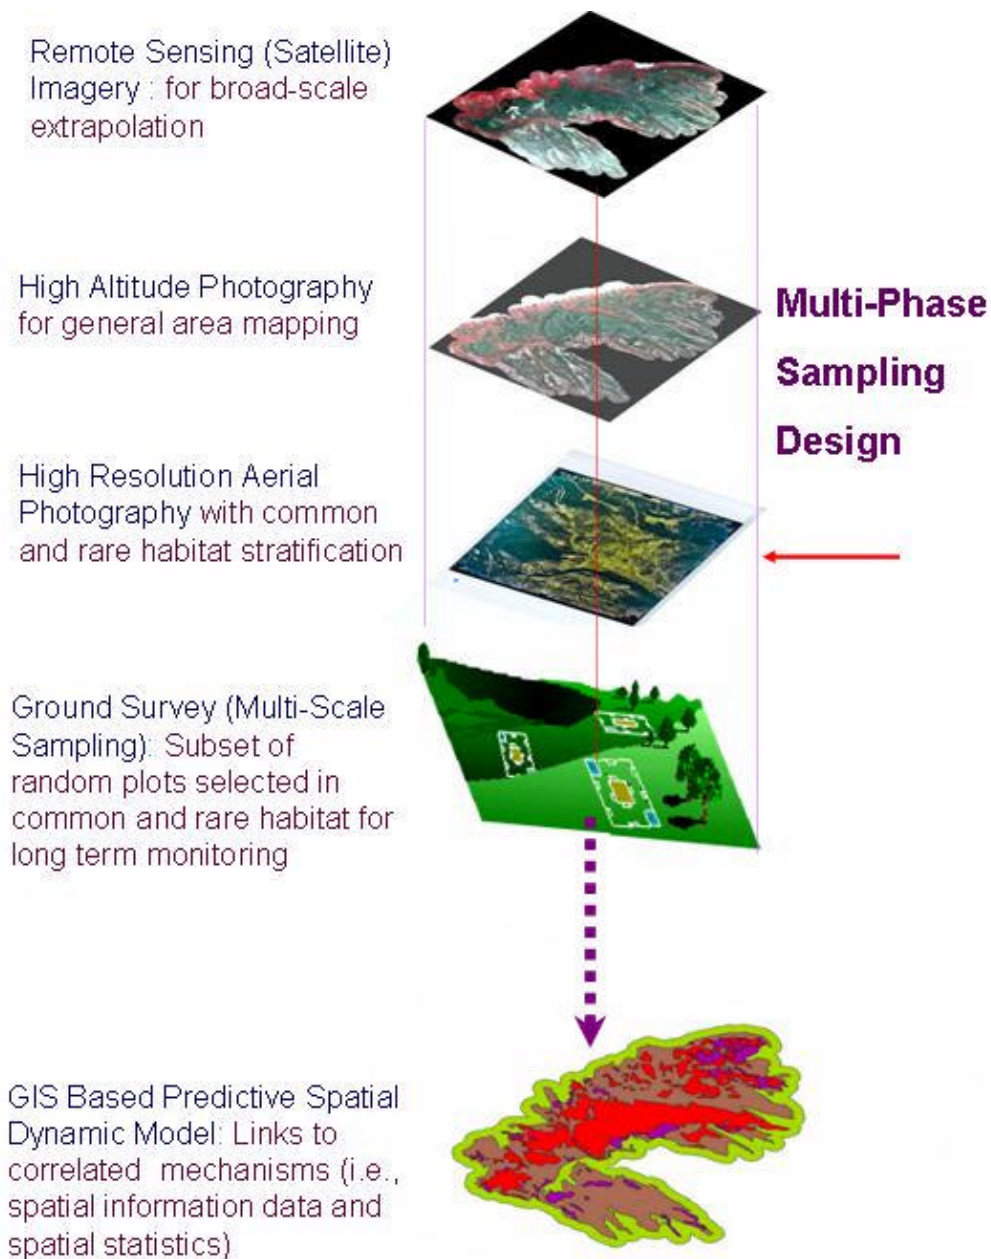 Remote Sensing (Satellite)
Imagery : for broad-scale
extrapolation
High Altitude Photography
for general area mapping
Multi-Phase
Sampling
Design
High Resolution Aerial
Photography with common
and rare habitat stratification
Ground Survey (Multi-Scale
Sampling): Subset of
random plots selected in
common and rare habitat for
long term monitoring
GIS Based Predictive Spatial
Dynamic Model: Links to
correlated mechanisms (i.e.,
spatial information data and
spatial statistics)